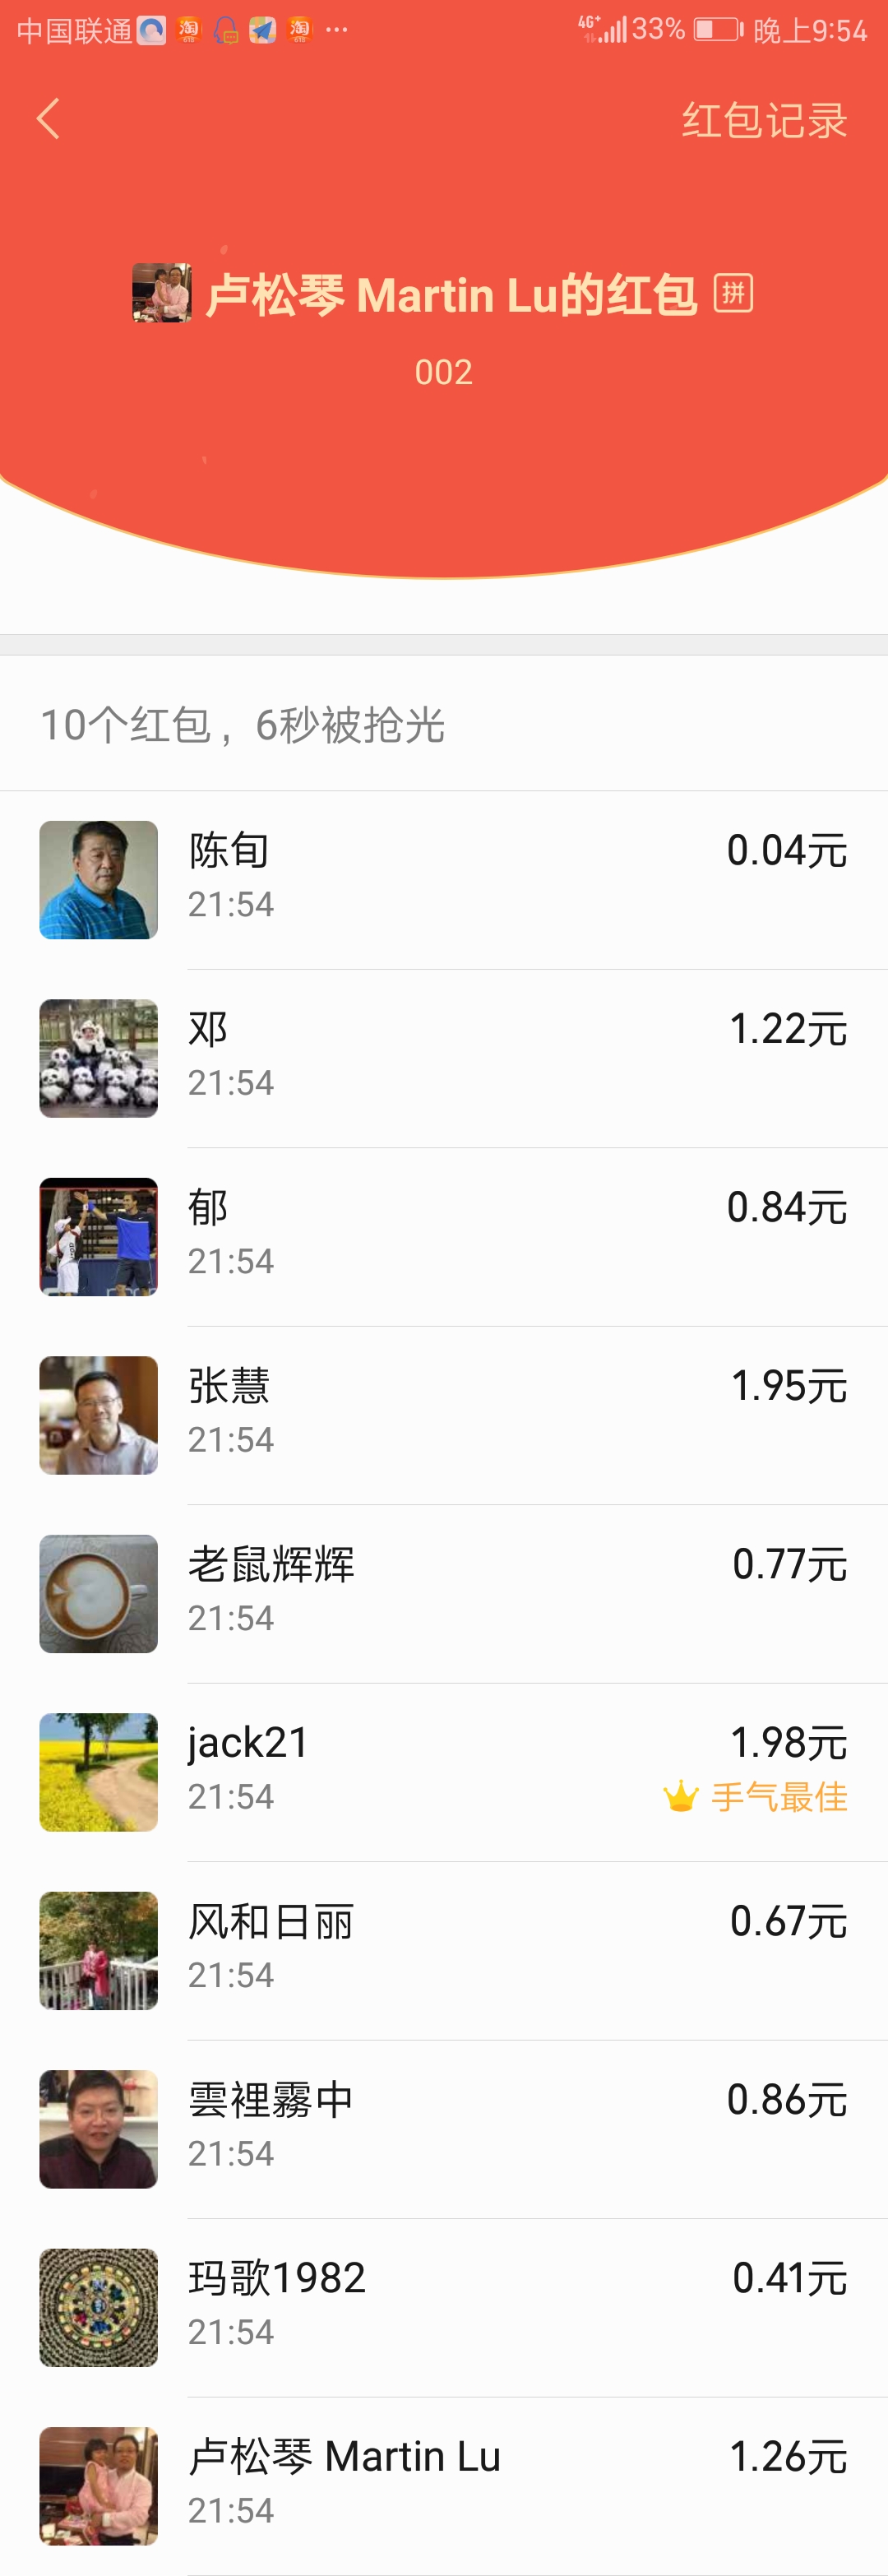 中国联通 淘 618 淘 618 ... 4G+ 33% 晚上9:54
红包记录
卢松琴 Martin Lu的红包 拼
002
10个红包，6秒被抢光
陈旬 0.04元
21:54
邓 1.22元
21:54
郁 0.84元
21:54
张慧 1.95元
21:54
老鼠辉辉 0.77元
21:54
jack21 1.98元
21:54 手气最佳
风和日丽 0.67元
21:54
雲裡霧中 0.86元
21:54
玛歌1982 0.41元
21:54
卢松琴 Martin Lu 1.26元
21:54